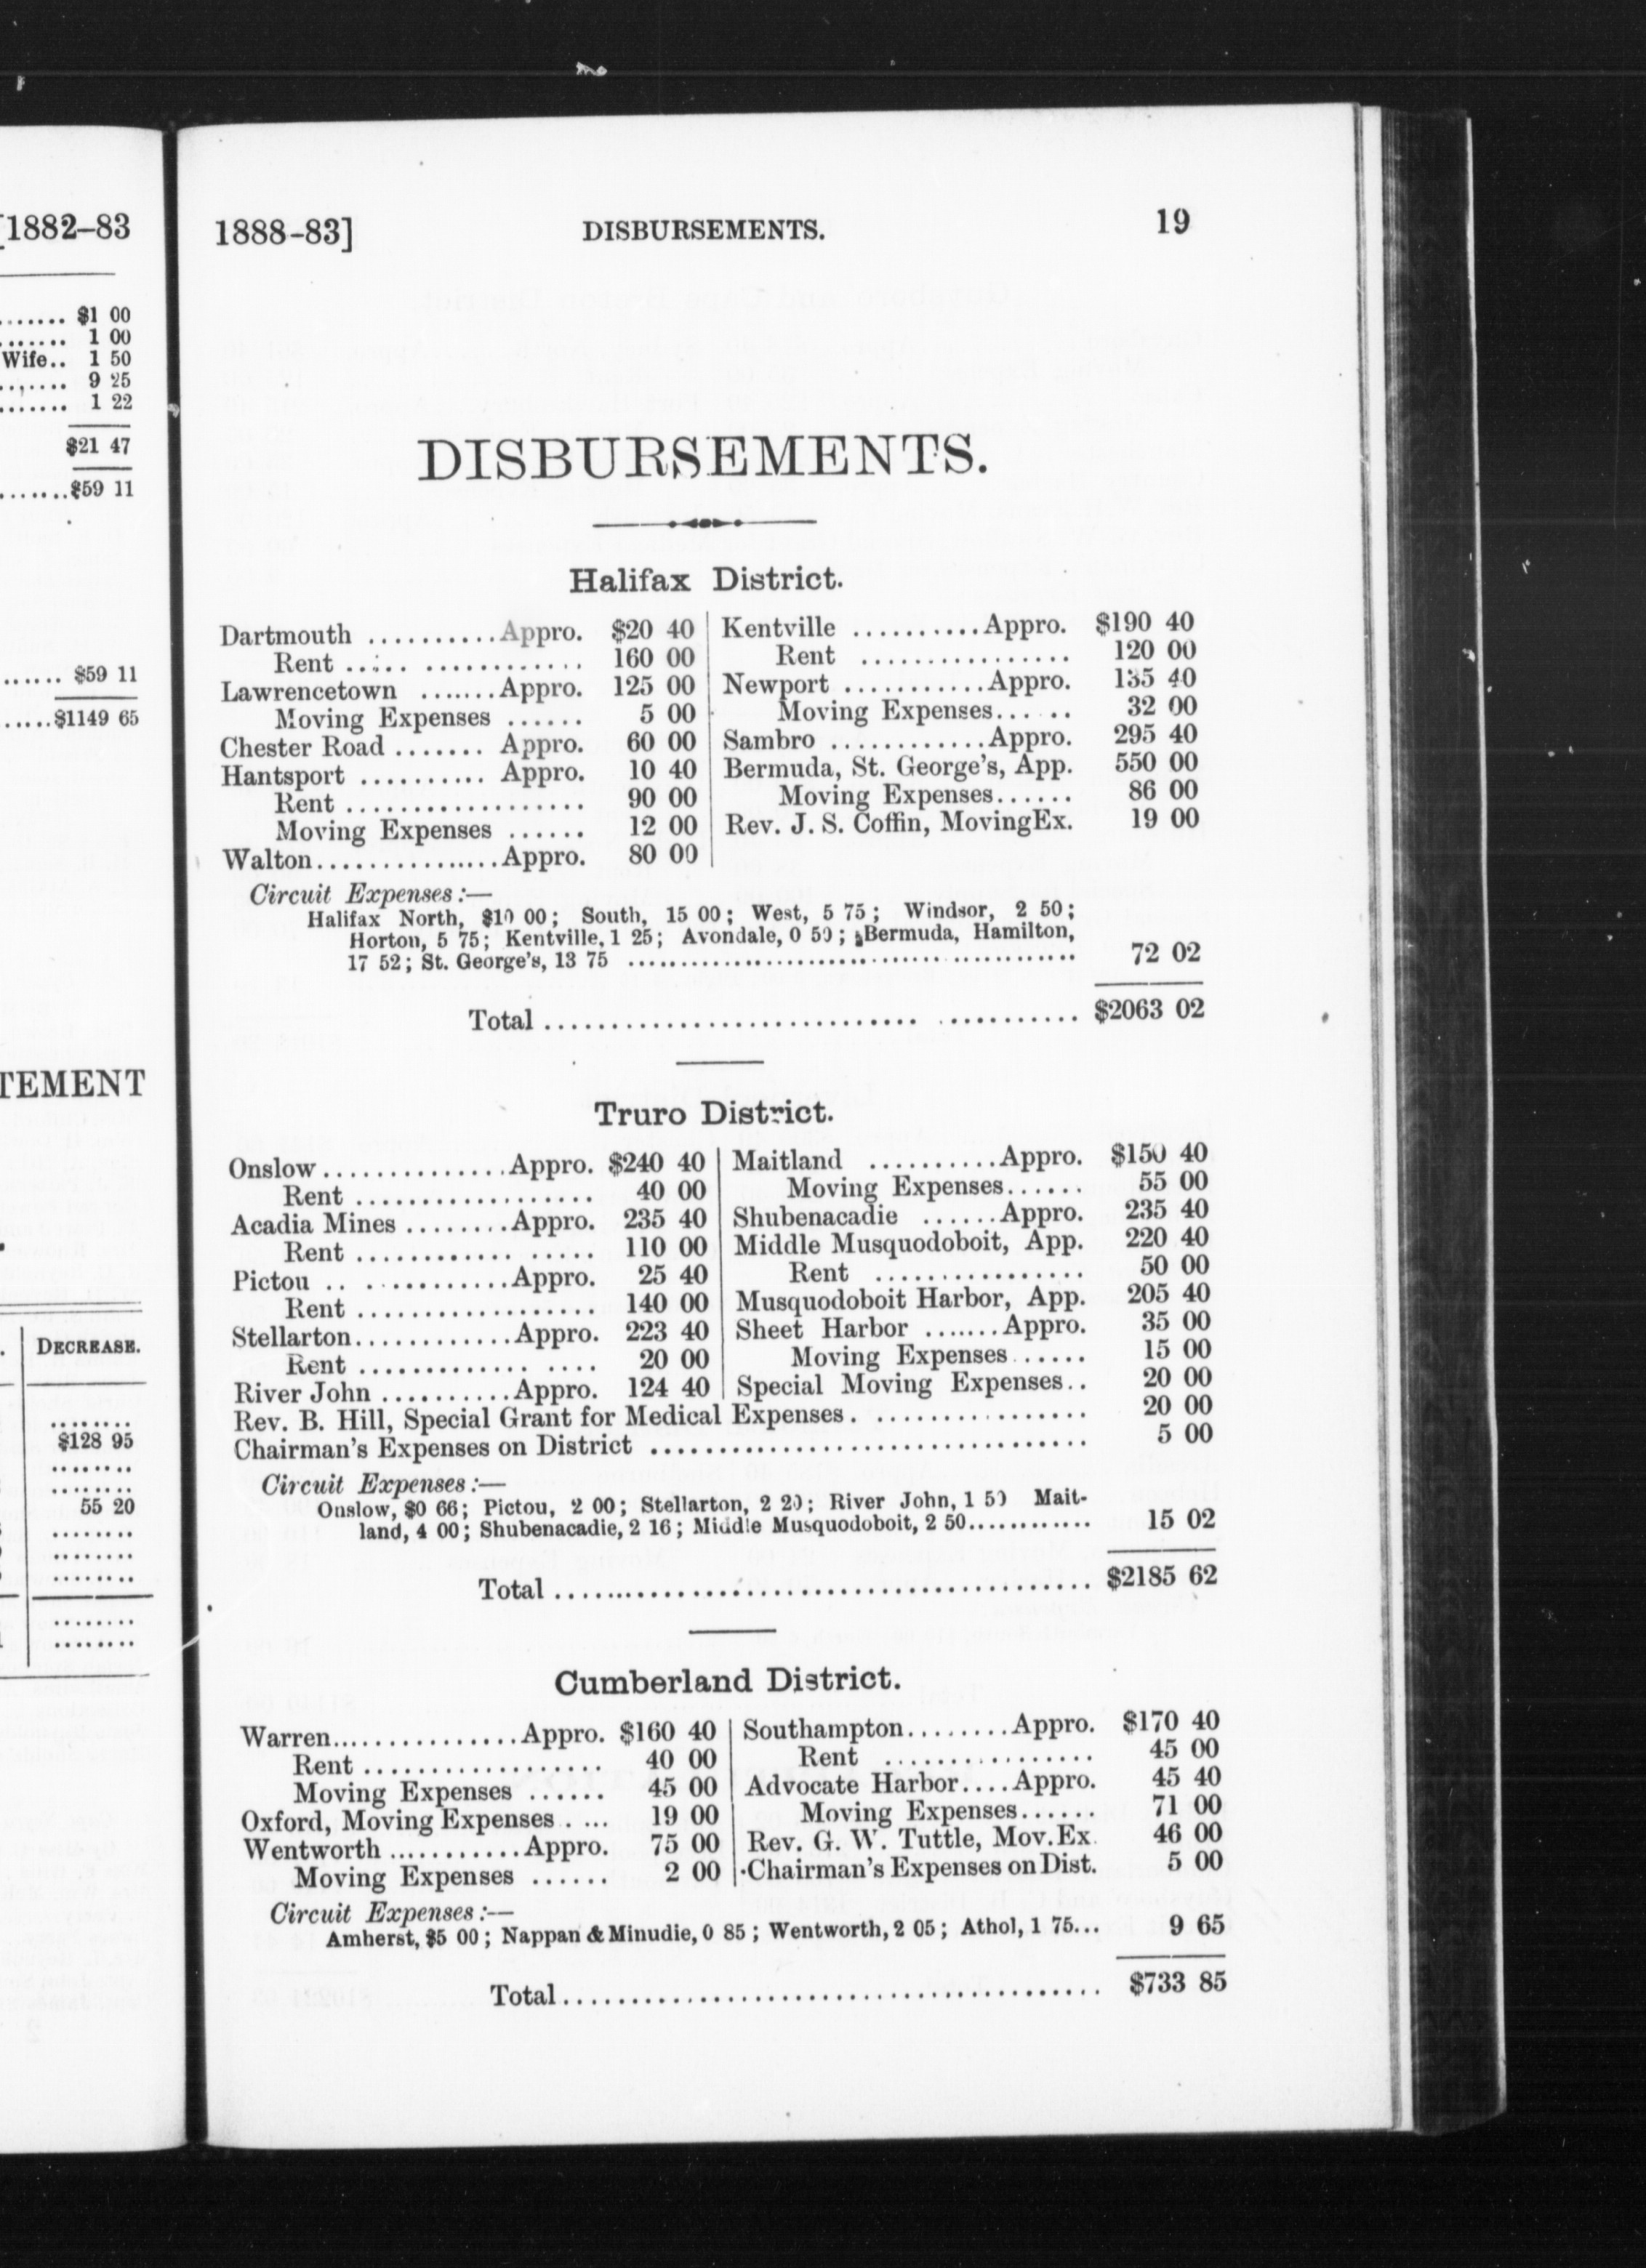 [1882–83
....... $1 00
....... 1 00
Wife.. 1 50
....... 9 25
....... 1 22
$21 47
.......$59 11
...... $59 11
.....$1149 65
TEMENT
DECREASE.
........
$128 95
........
........
55 20
........
........
........
........
........
1888-83] DISBURSEMENTS. 19
DISBURSEMENTS.
Halifax District.
Dartmouth ..........Appro. $20 40
Rent ..... ............ 160 00
Lawrencetown .......Appro. 125 00
Moving Expenses ...... 5 00
Chester Road ....... Appro. 60 00
Hantsport .......... Appro. 10 40
Rent .................. 90 00
Moving Expenses ...... 12 00
Walton..............Appro. 80 00
Kentville ..........Appro. $190 40
Rent ................ 120 00
Newport ...........Appro. 135 40
Moving Expenses... .. 32 00
Sambro ............Appro. 295 40
Bermuda, St. George's, App. 550 00
Moving Expenses...... 86 00
Rev. J. S. Coffin, MovingEx. 19 00
Circuit Expenses:—
Halifax North, $10 00; South, 15 00; West, 5 75; Windsor, 2 50;
Horton, 5 75; Kentville, 1 25; Avondale, 0 50; Bermuda, Hamilton,
17 52; St. George's, 13 75 ........................................ 72 02
Total ............................ ........... $2063 02
Truro District.
Onslow..............Appro. $240 40
Rent .................. 40 00
Acadia Mines ........Appro. 235 40
Rent ............ ..... 110 00
Pictou .. ..........Appro. 25 40
Rent .................. 140 00
Stellarton............Appro. 223 40
Rent ............. .... 20 00
River John ..........Appro. 124 40
Maitland ..........Appro. $150 40
Moving Expenses...... 55 00
Shubenacadie ......Appro. 235 40
Middle Musquodoboit, App. 220 40
Rent ................ 50 00
Musquodoboit Harbor, App. 205 40
Sheet Harbor .......Appro. 35 00
Moving Expenses...... 15 00
Special Moving Expenses.. 20 00
Rev. B. Hill, Special Grant for Medical Expenses. ................ 20 00
Chairman's Expenses on District ................................ 5 00
Circuit Expenses:—
Onslow, $0 66; Pictou, 2 00; Stellarton, 2 20; River John, 1 50 Mait-
land, 4 00; Shubenacadie, 2 16; Middle Musquodoboit, 2 50............ 15 02
Total ........................................ $2185 62
Cumberland District.
Warren..............Appro. $160 40
Rent .................. 40 00
Moving Expenses ...... 45 00
Oxford, Moving Expenses.. ... 19 00
Wentworth ...........Appro. 75 00
Moving Expenses ...... 2 00
Southampton........Appro. $170 40
Rent ................ 45 00
Advocate Harbor....Appro. 45 40
Moving Expenses...... 71 00
Rev. G. W. Tuttle, Mov.Ex. 46 00
Chairman's Expenses on Dist. 5 00
Circuit Expenses:—
Amherst, $5 00; Nappan & Minudie, 0 85; Wentworth, 2 05; Athol, 1 75... 9 65
Total........................................ $733 85